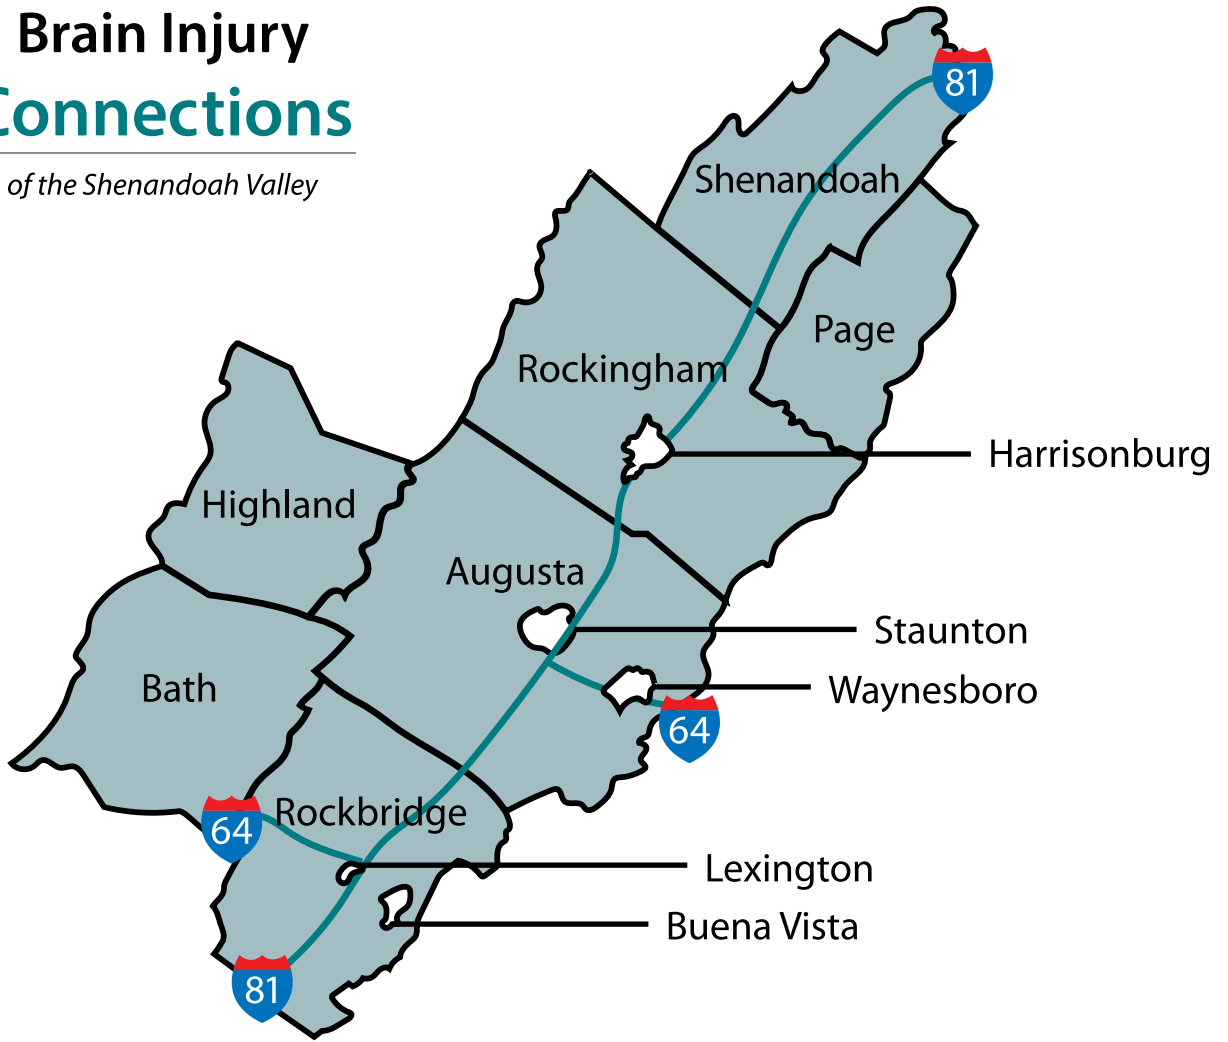 Brain Injury
Connections
of the Shenandoah Valley
81
Shenandoah
Page
Rockingham
Harrisonburg
Highland
Augusta
Staunton
Bath
Waynesboro
64
Rockbridge
64
Lexington
Buena Vista
81